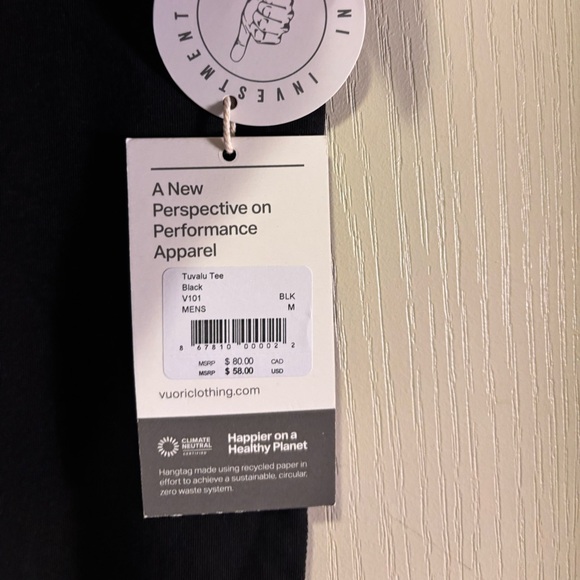 INVESTMENT
INI
A New
Perspective on
Performance
Apparel
Tuvalu Tee
Black
V101 BLK
MENS M
8 67810 00002 2
MSRP $ 80.00 CAD
MSRP $ 58.00 USD
vuoriclothing.com
CLIMATE
NEUTRAL
CERTIFIED
Happier on a
Healthy Planet
Hangtag made using recycled paper in
effort to achieve a sustainable, circular,
zero waste system.